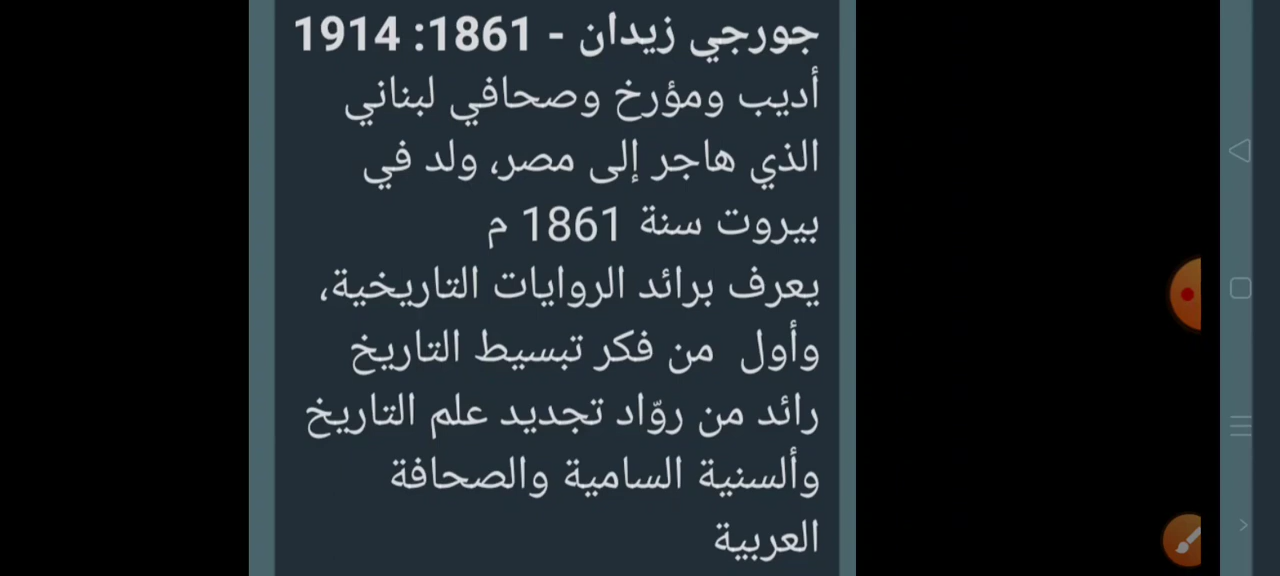 جورجي زيدان - 1861: 1914
أديب ومؤرخ وصحافي لبناني
الذي هاجر إلى مصر، ولد في
بيروت سنة 1861 م
يعرف برائد الروايات التاريخية،
وأول من فكر تبسيط التاريخ
رائد من روّاد تجديد علم التاريخ
وألسنية السامية والصحافة
العربية